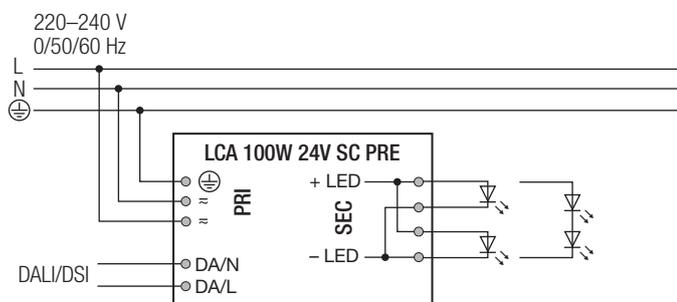 220–240 V
0/50/60 Hz
L
N
LCA 100W 24V SC PRE
PRI
≂
≂
SEC
+ LED
– LED
DALI/DSI
DA/N
DA/L